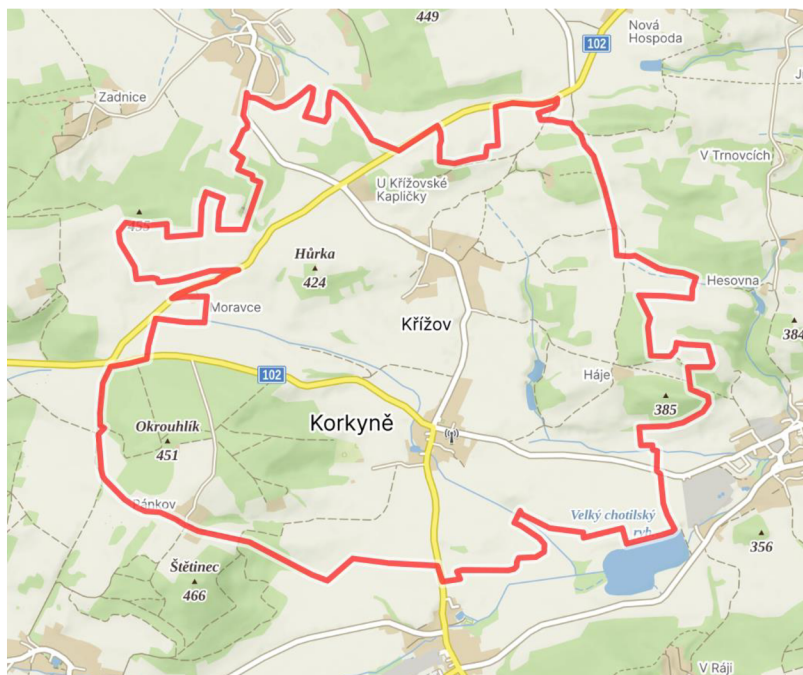 449
Nová
Hospoda
102
Zadnice
V Trnovcích
U Křížovské
Kapličky
Hůrka
424
Hesovna
Moravce
Křížov
384
102
Háje
385
Korkyně
Okrouhlík
451
Velký chotilský
ryb
356
Štětinec
466
V Ráji